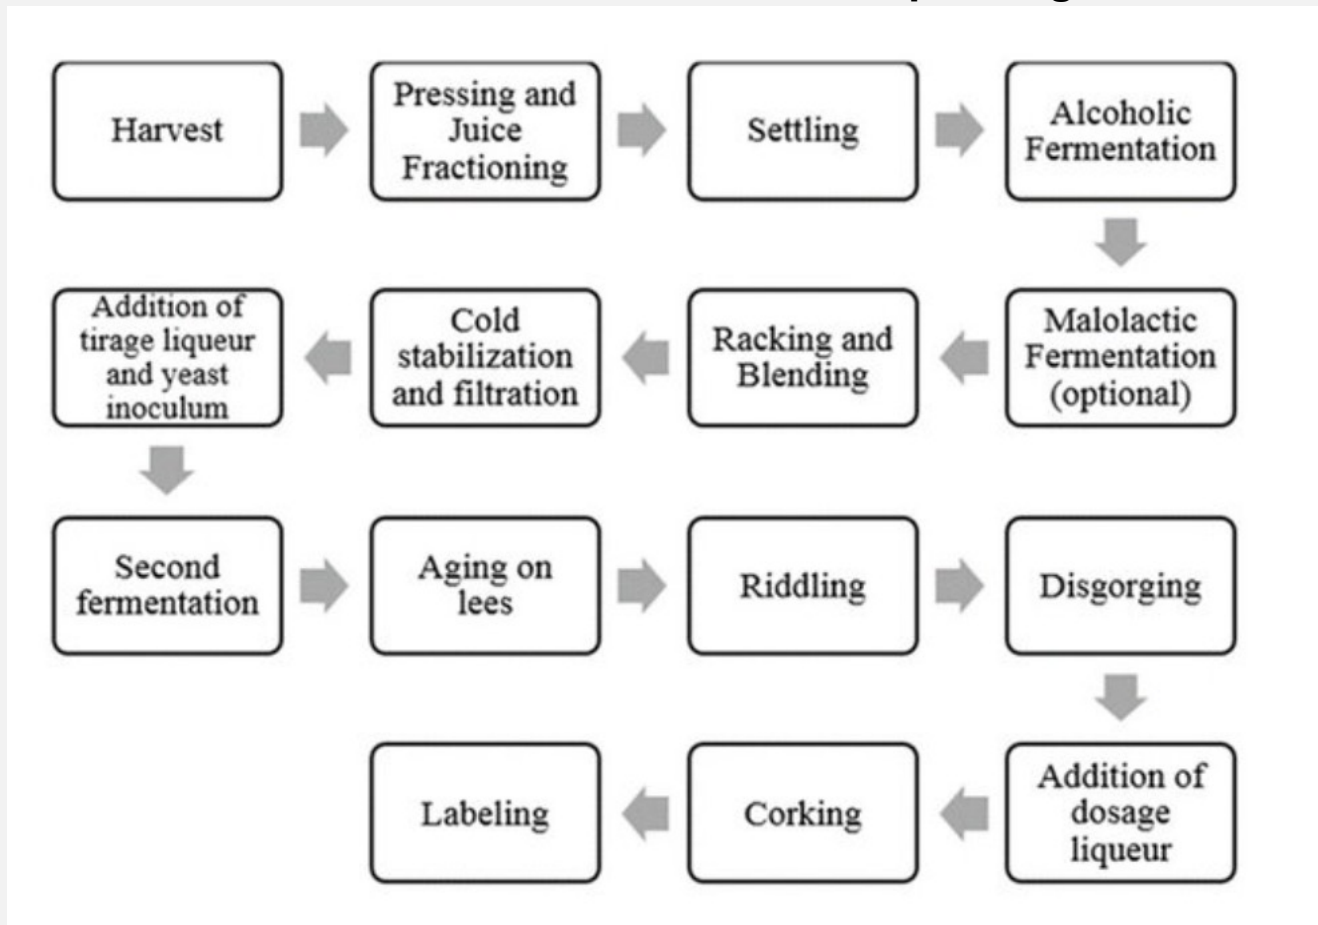 Harvest
Pressing and
Juice
Fractioning
Settling
Alcoholic
Fermentation
Malolactic
Fermentation
(optional)
Racking and
Blending
Cold
stabilization
and filtration
Addition of
tirage liqueur
and yeast
inoculum
Second
fermentation
Aging on
lees
Riddling
Disgorging
Addition of
dosage
liqueur
Corking
Labeling